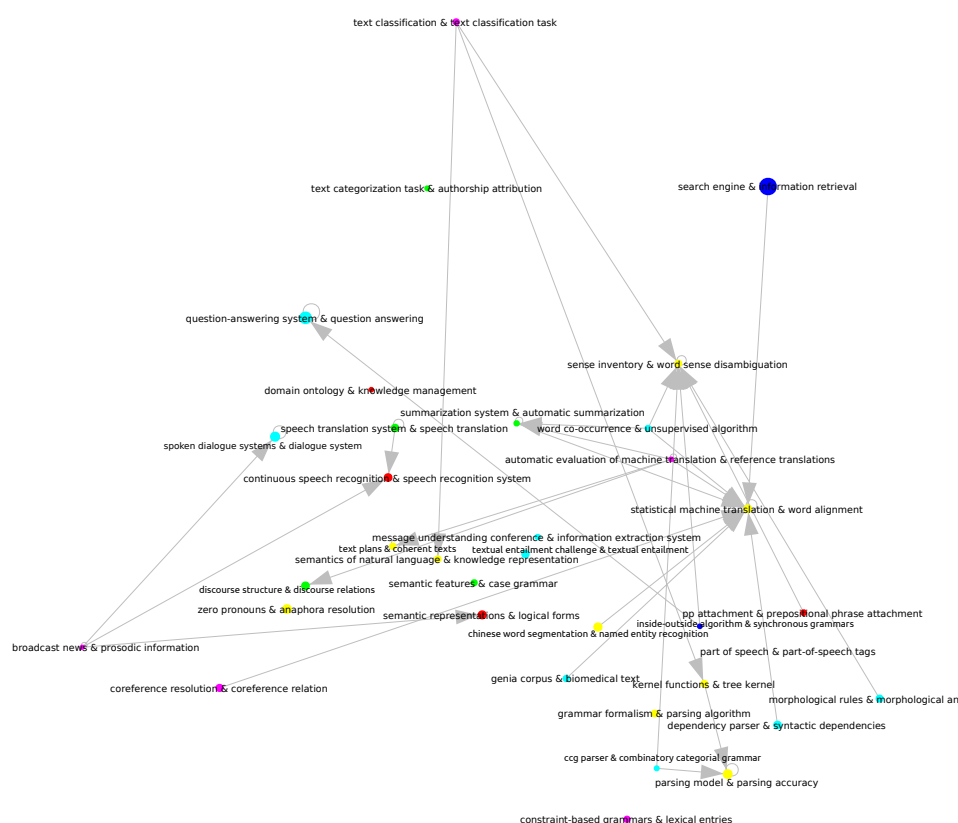 text classification & text classification task
search engine & information retrieval
text categorization task & authorship attribution
question-answering system & question answering
sense inventory & word sense disambiguation
domain ontology & knowledge management
summarization system & automatic summarization
speech translation system & speech translation
word co-occurrence & unsupervised algorithm
spoken dialogue systems & dialogue system
automatic evaluation of machine translation & reference translations
continuous speech recognition & speech recognition system
statistical machine translation & word alignment
message understanding conference & information extraction system
text plans & coherent texts
textual entailment challenge & textual entailment
semantics of natural language & knowledge representation
semantic features & case grammar
discourse structure & discourse relations
zero pronouns & anaphora resolution
semantic representations & logical forms
pp attachment & prepositional phrase attachment
inside-outside algorithm & synchronous grammars
chinese word segmentation & named entity recognition
broadcast news & prosodic information
part of speech & part-of-speech tags
genia corpus & biomedical text
kernel functions & tree kernel
coreference resolution & coreference relation
morphological rules & morphological an
grammar formalism & parsing algorithm
dependency parser & syntactic dependencies
ccg parser & combinatory categorial grammar
parsing model & parsing accuracy
constraint-based grammars & lexical entries